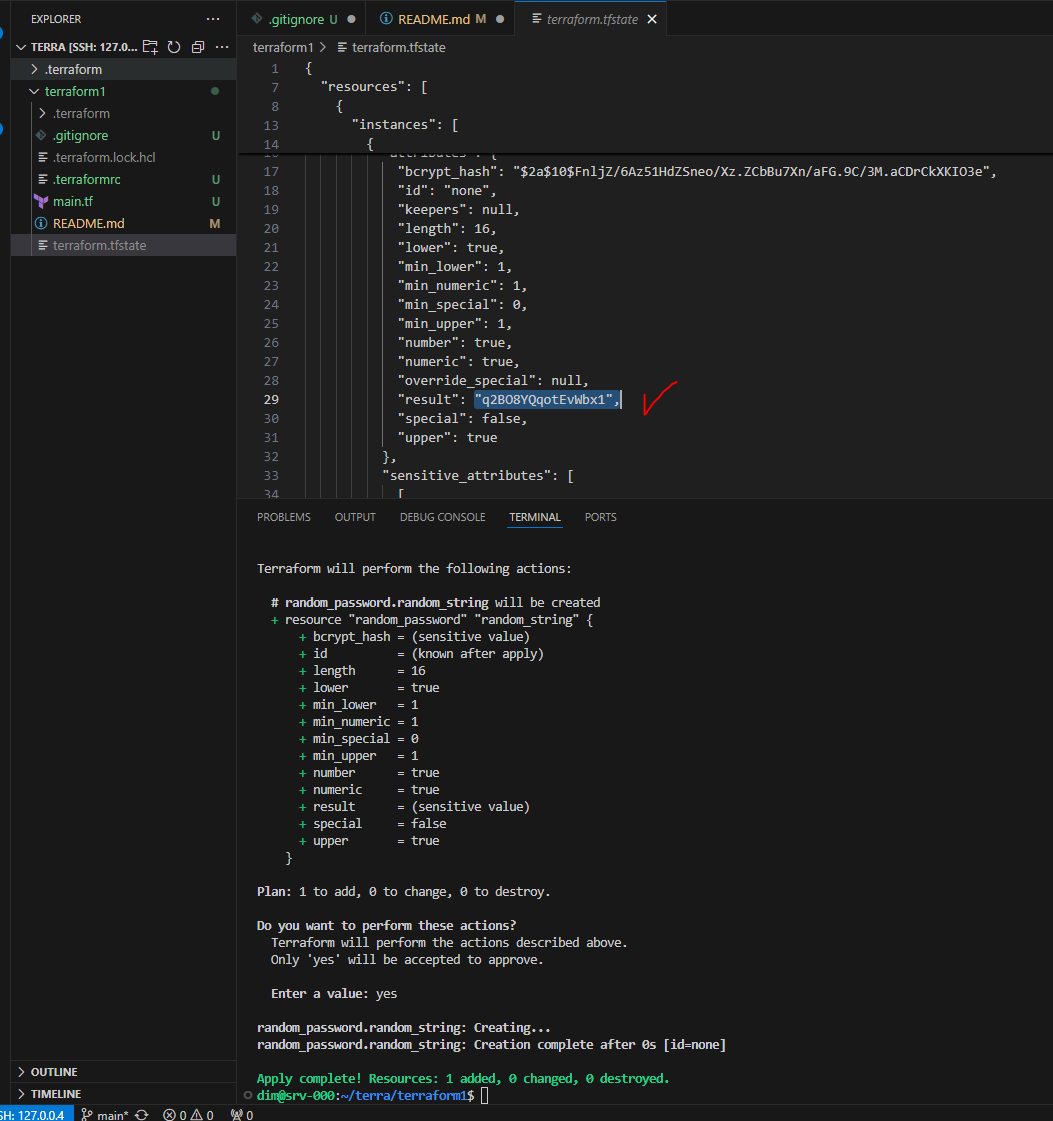 EXPLORER ···
TERRA [SSH: 127.0... ···
.terraform
terraform1
.terraform
.gitignore U
.terraform.lock.hcl
.terraformrc U
main.tf U
README.md M
terraform.tfstate
OUTLINE
TIMELINE
.gitignore U
README.md M
terraform.tfstate
terraform1 > terraform.tfstate
1 {
7 "resources": [
8 {
13 "instances": [
14 {
16 "attributes": {
17 "bcrypt_hash": "$2a$10$FnljZ/6Az51HdZSneo/Xz.ZCbBu7Xn/aFG.9C/3M.aCDrCkXKIO3e",
18 "id": "none",
19 "keepers": null,
20 "length": 16,
21 "lower": true,
22 "min_lower": 1,
23 "min_numeric": 1,
24 "min_special": 0,
25 "min_upper": 1,
26 "number": true,
27 "numeric": true,
28 "override_special": null,
29 "result": "q2BO8YQqotEvWbx1",
30 "special": false,
31 "upper": true
32 },
33 "sensitive_attributes": [
34 [
PROBLEMS OUTPUT DEBUG CONSOLE TERMINAL PORTS
Terraform will perform the following actions:
# random_password.random_string will be created
+ resource "random_password" "random_string" {
+ bcrypt_hash = (sensitive value)
+ id = (known after apply)
+ length = 16
+ lower = true
+ min_lower = 1
+ min_numeric = 1
+ min_special = 0
+ min_upper = 1
+ number = true
+ numeric = true
+ result = (sensitive value)
+ special = false
+ upper = true
}
Plan: 1 to add, 0 to change, 0 to destroy.
Do you want to perform these actions?
Terraform will perform the actions described above.
Only 'yes' will be accepted to approve.
Enter a value: yes
random_password.random_string: Creating...
random_password.random_string: Creation complete after 0s [id=none]
Apply complete! Resources: 1 added, 0 changed, 0 destroyed.
dim@srv-000:~/terra/terraform1$
SH: 127.0.0.4 main* 0 0 0